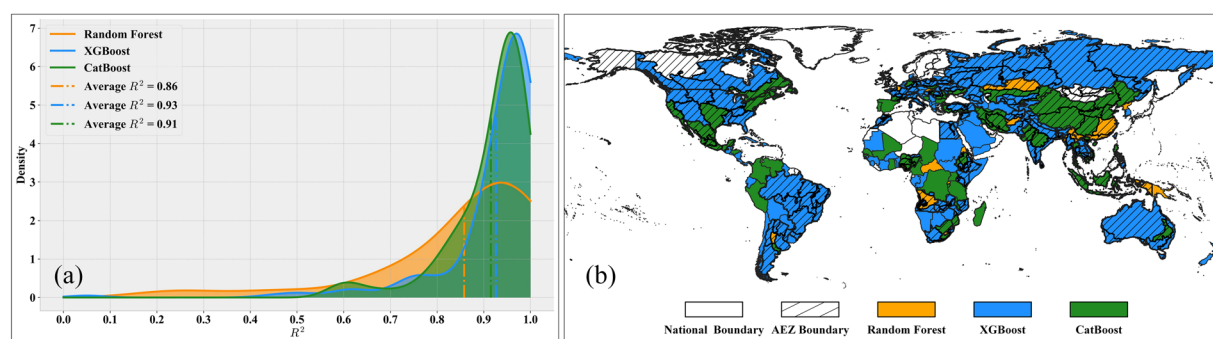 7
6
5
4
3
2
1
0
Density
Random Forest
XGBoost
CatBoost
Average R² = 0.86
Average R² = 0.93
Average R² = 0.91
(a)
0.0 0.1 0.2 0.3 0.4 0.5 0.6 0.7 0.8 0.9 1.0
R²
(b)
National Boundary AEZ Boundary Random Forest XGBoost CatBoost